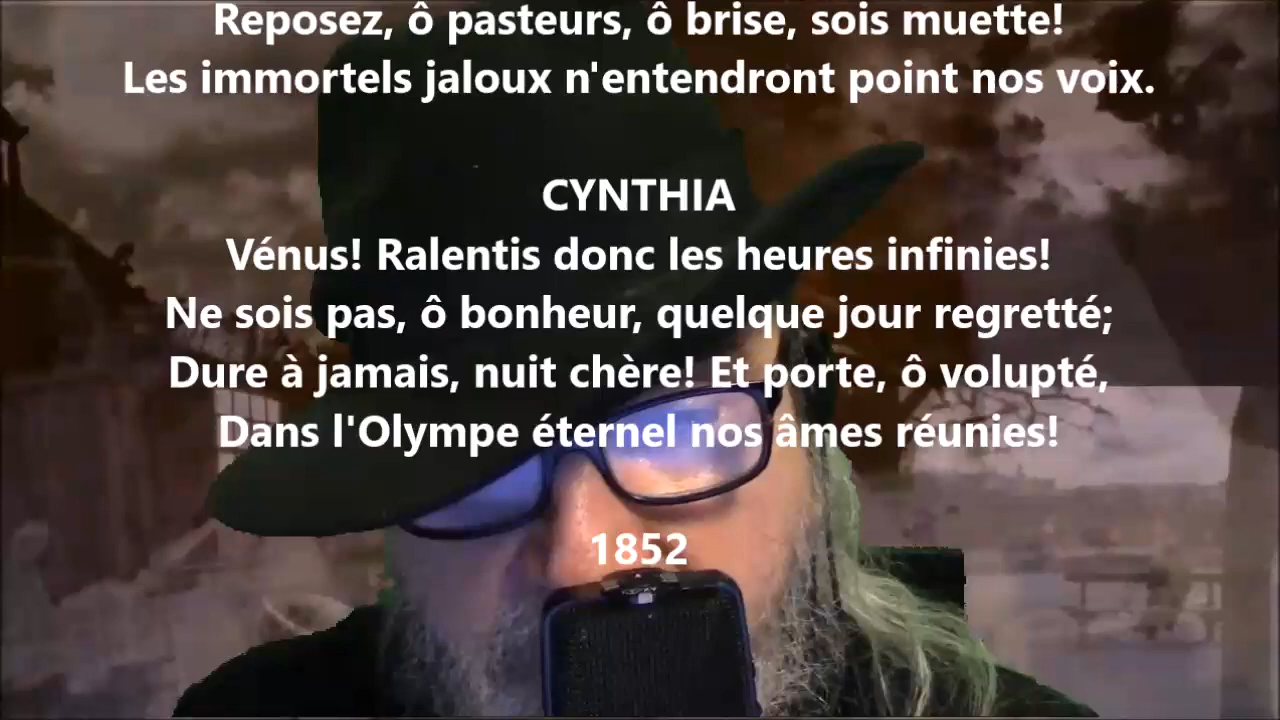 Reposez, ô pasteurs, ô brise, sois muette!
Les immortels jaloux n'entendront point nos voix.
CYNTHIA
Vénus! Ralentis donc les heures infinies!
Ne sois pas, ô bonheur, quelque jour regretté;
Dure à jamais, nuit chère! Et porte, ô volupté,
Dans l'Olympe éternel nos âmes réunies!
1852